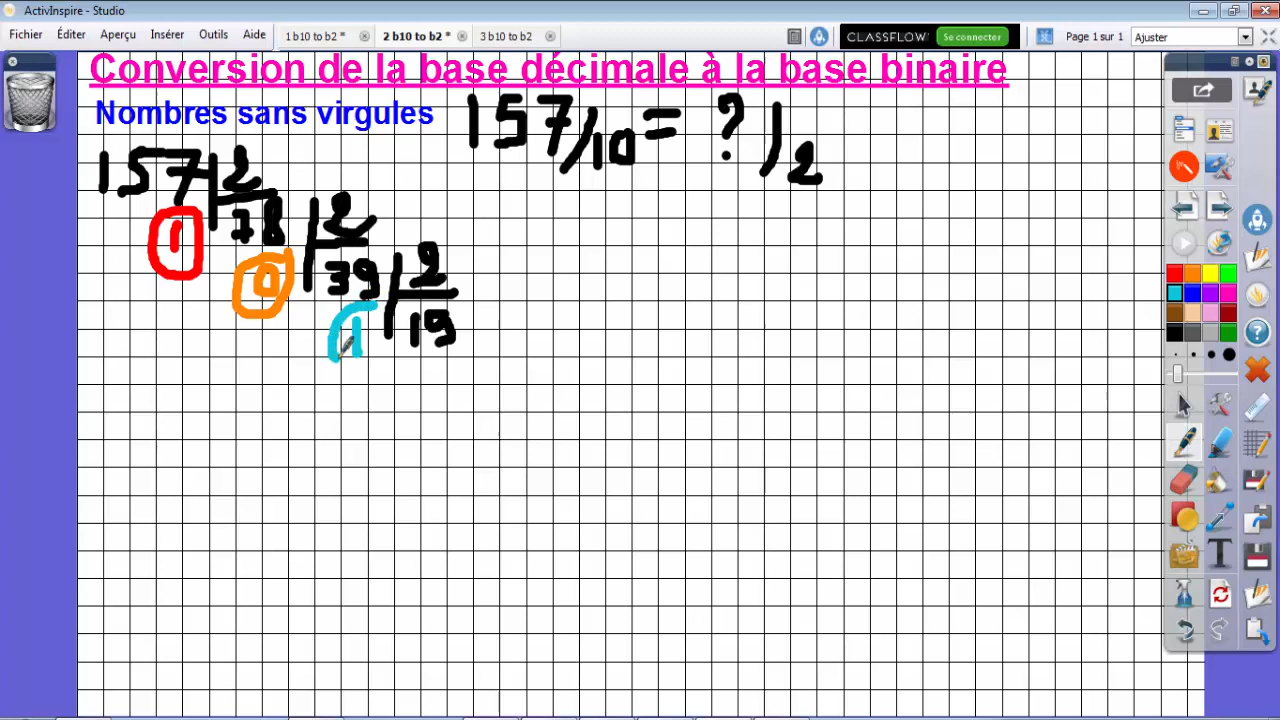 ActivInspire - Studio
Fichier Éditer Aperçu Insérer Outils Aide
1 b10 to b2 * 2 b10 to b2 * 3 b10 to b2
CLASSFLOW Se connecter
Page 1 sur 1 Ajuster
Conversion de la base décimale à la base binaire
Nombres sans virgules
157/10 = ? /2
157 2
1 78 2
0 39 2
1 19